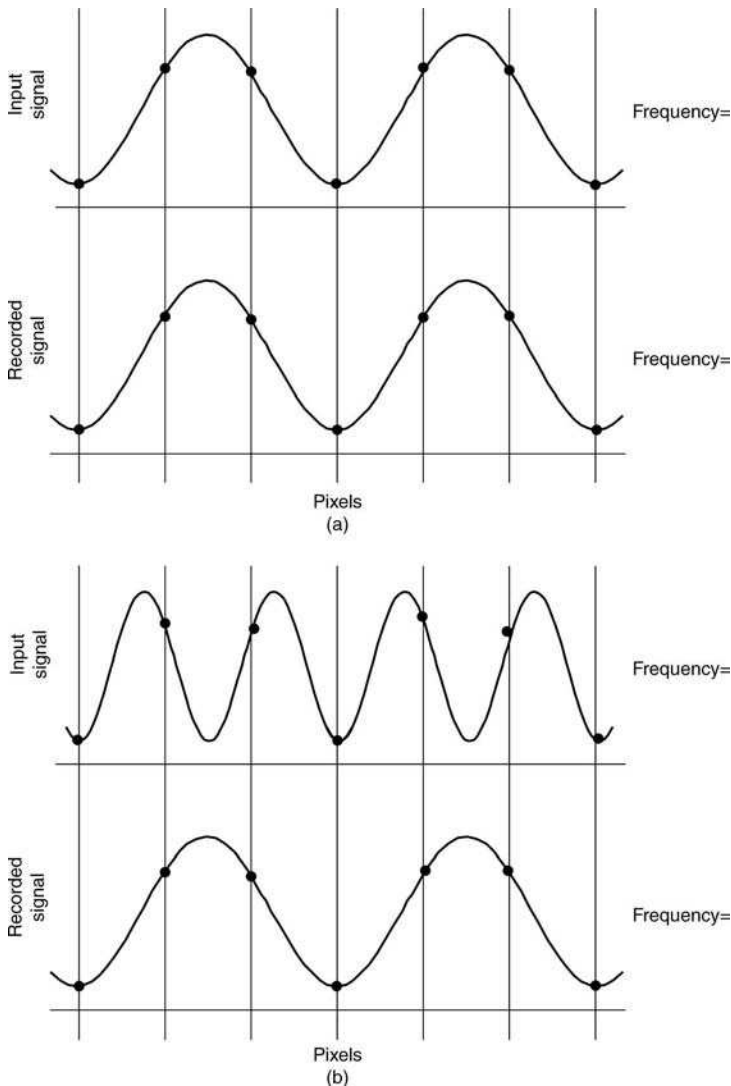 Input
signal
Frequency=
Recorded
signal
Frequency=
Pixels
(a)
Input
signal
Frequency=
Recorded
signal
Frequency=
Pixels
(b)